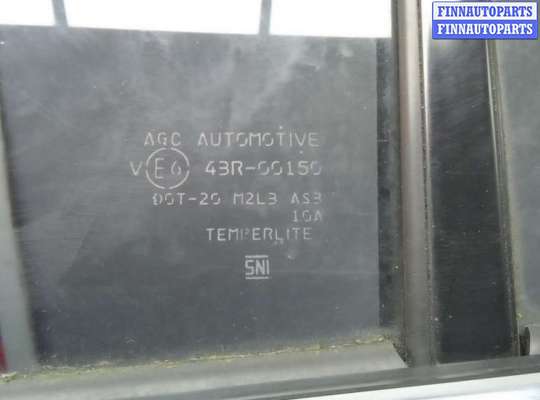 FINNAUTOPARTS
FINNAUTOPARTS
AGC AUTOMOTIVE
V E6 43R-00150
DOT-20 M2L3 AS3
10A
TEMPERLITE
SNI